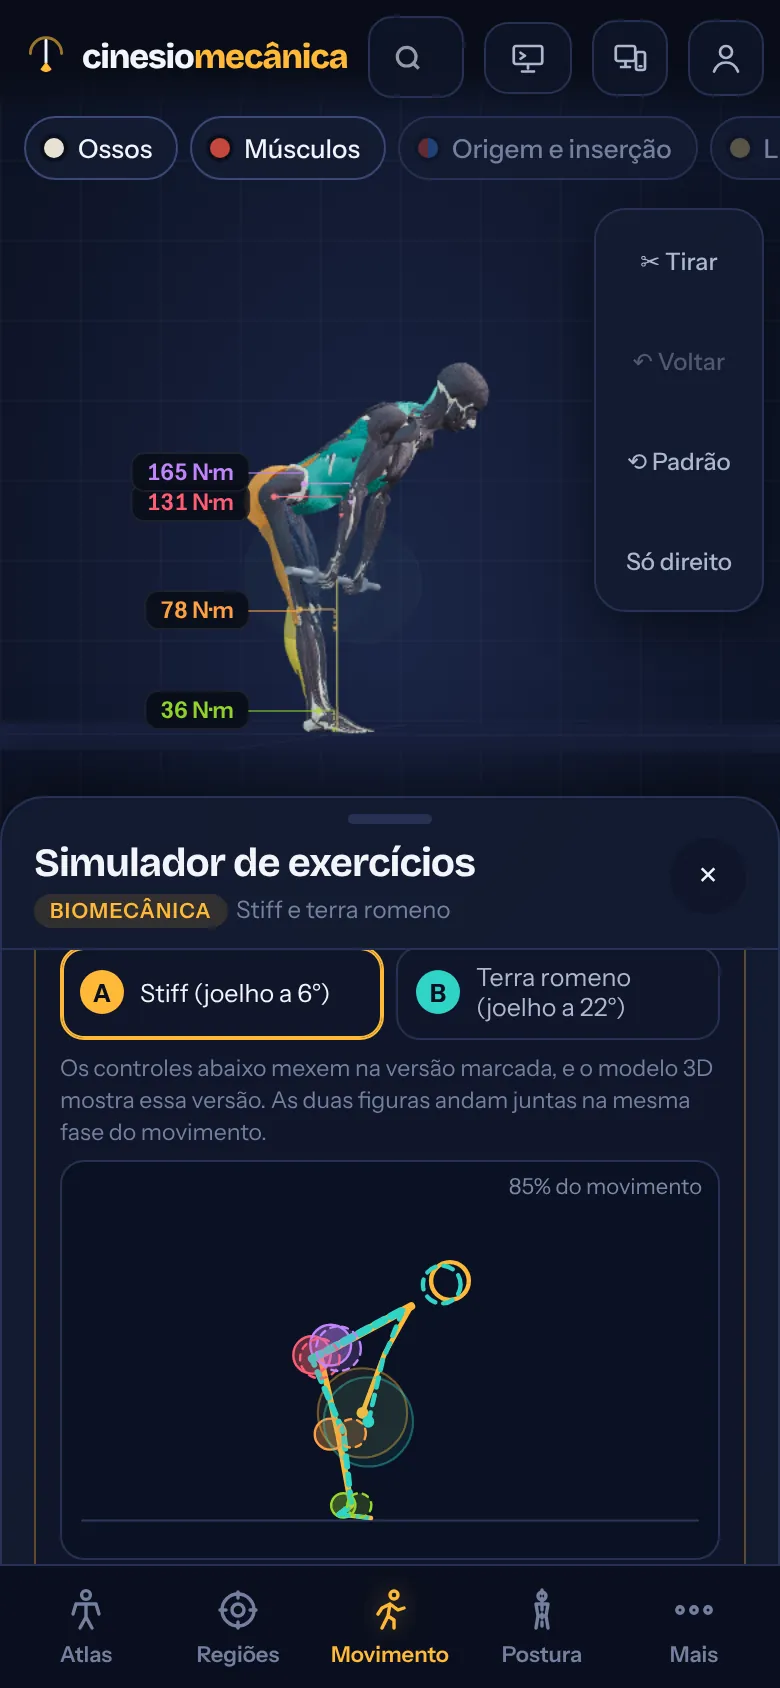 cinesiomecânica
Ossos
Músculos
Origem e inserção
L
✂ Tirar
↶ Voltar
⟲ Padrão
Só direito
165 N·m
131 N·m
78 N·m
36 N·m
Simulador de exercícios
×
BIOMECÂNICA Stiff e terra romeno
A Stiff (joelho a 6°)
B Terra romeno
(joelho a 22°)
Os controles abaixo mexem na versão marcada, e o modelo 3D
mostra essa versão. As duas figuras andam juntas na mesma
fase do movimento.
85% do movimento
Atlas
Regiões
Movimento
Postura
Mais